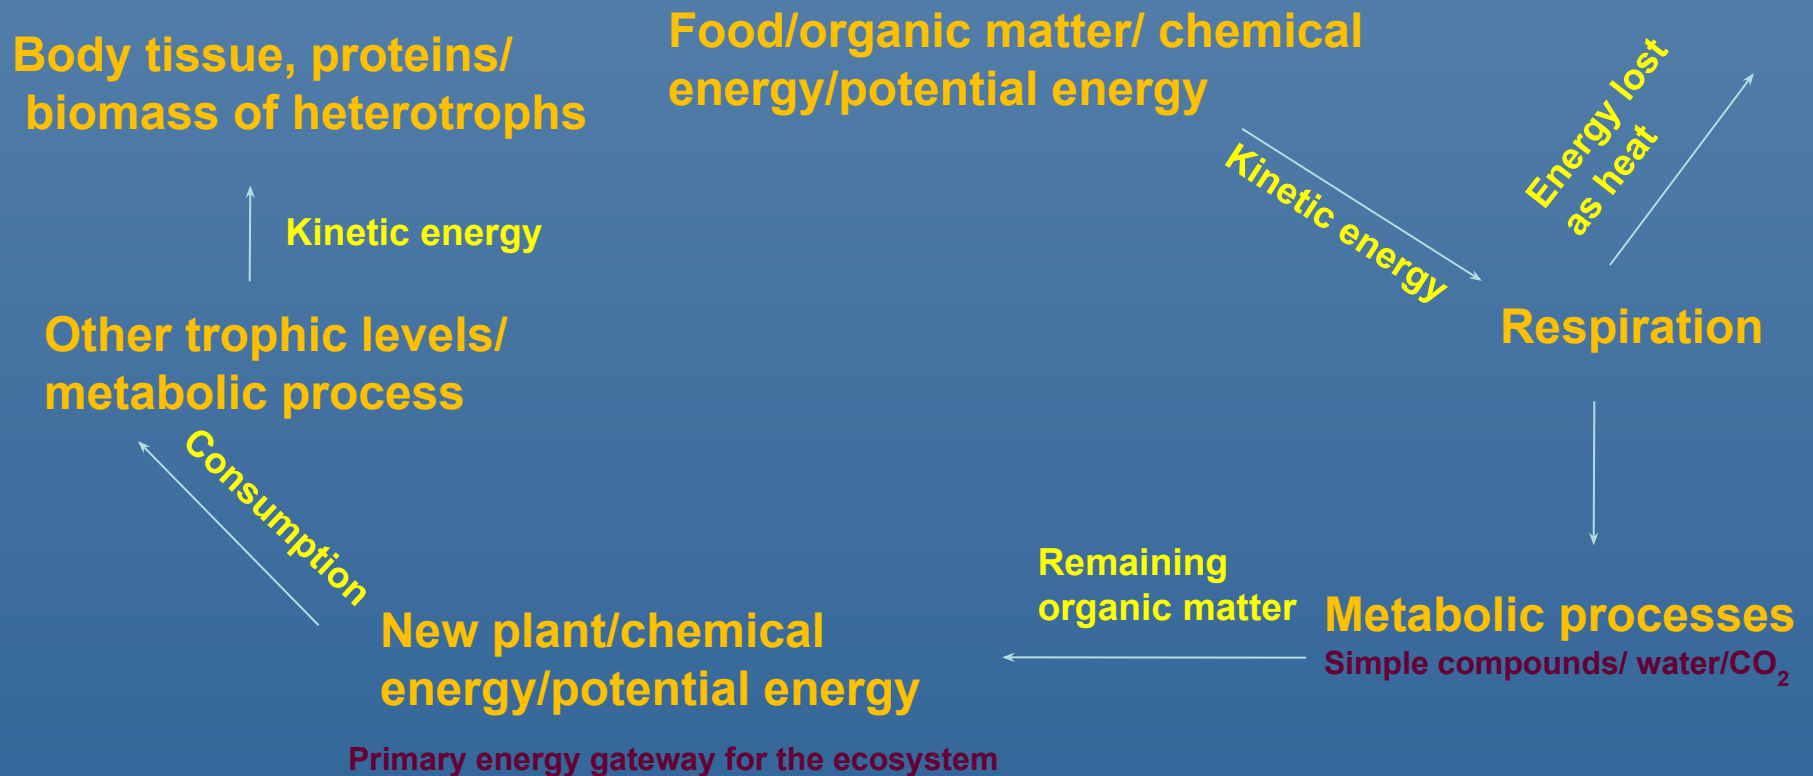 Body tissue, proteins/
biomass of heterotrophs
Food/organic matter/ chemical
energy/potential energy
Energy lost
as heat
Kinetic energy
Kinetic energy
Other trophic levels/
metabolic process
Respiration
Consumption
Remaining
organic matter
Metabolic processes
Simple compounds/ water/CO₂
New plant/chemical
energy/potential energy
Primary energy gateway for the ecosystem